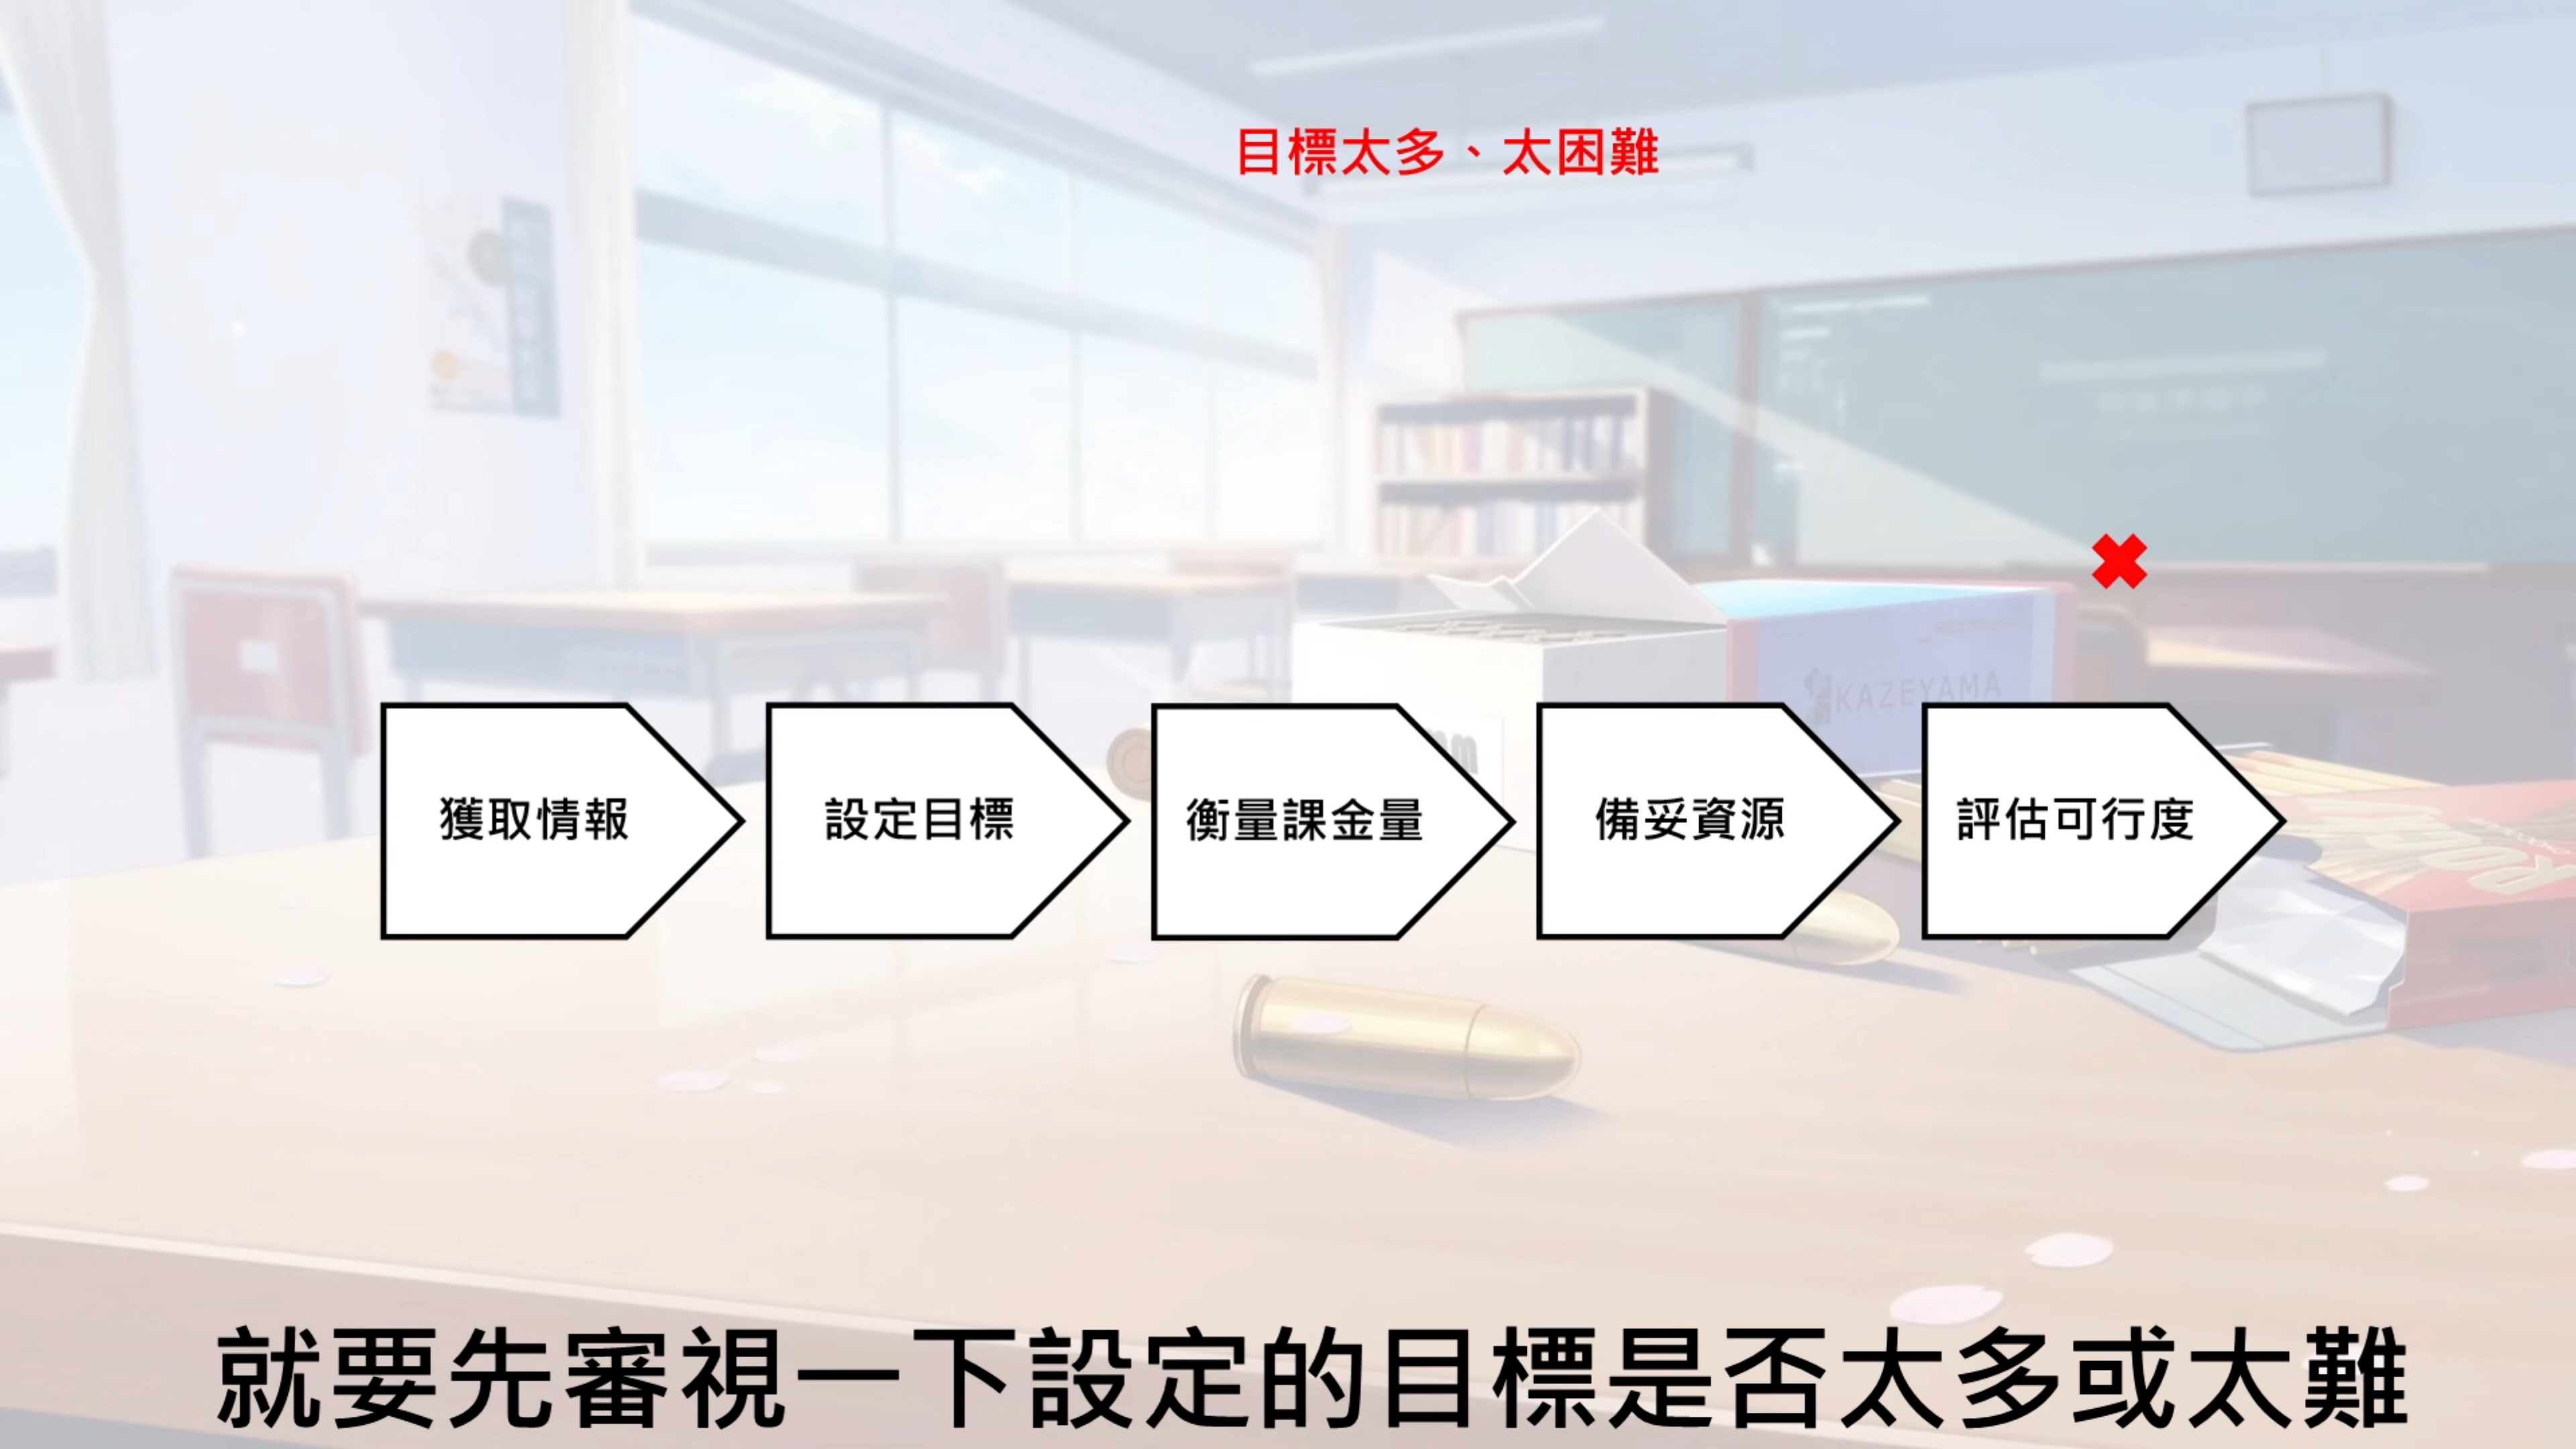 目標太多、太困難
KAZEYAMA
獲取情報
設定目標
衡量課金量
備妥資源
評估可行度
就要先審視一下設定的目標是否太多或太難